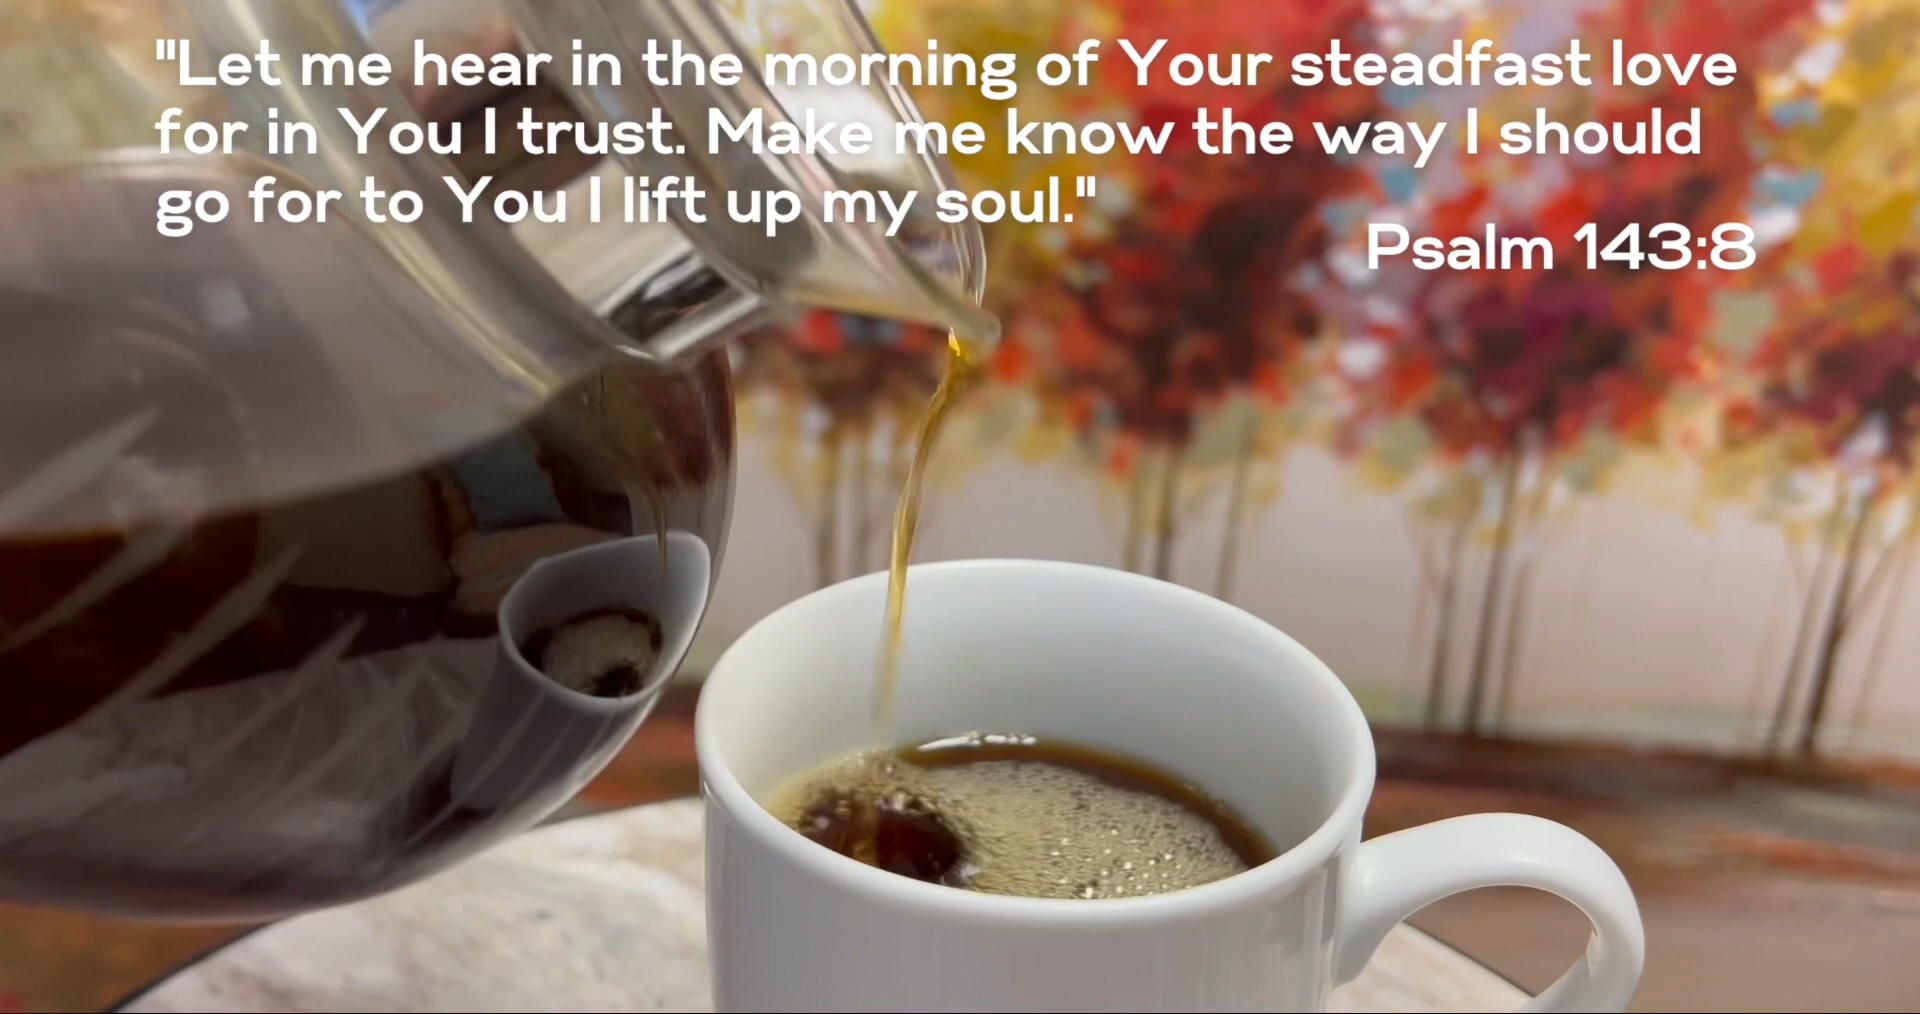 "Let me hear in the morning of Your steadfast love
for in You I trust. Make me know the way I should
go for to You I lift up my soul."
Psalm 143:8